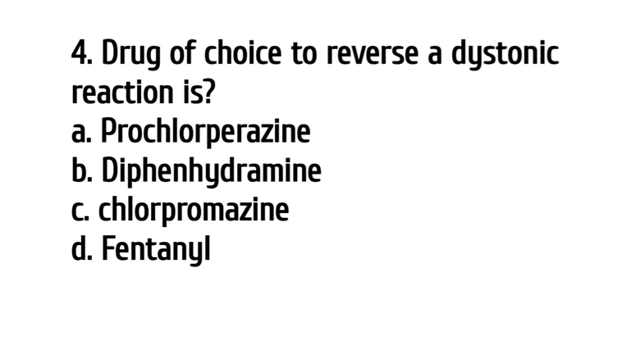 4. Drug of choice to reverse a dystonic
reaction is?
a. Prochlorperazine
b. Diphenhydramine
c. chlorpromazine
d. Fentanyl